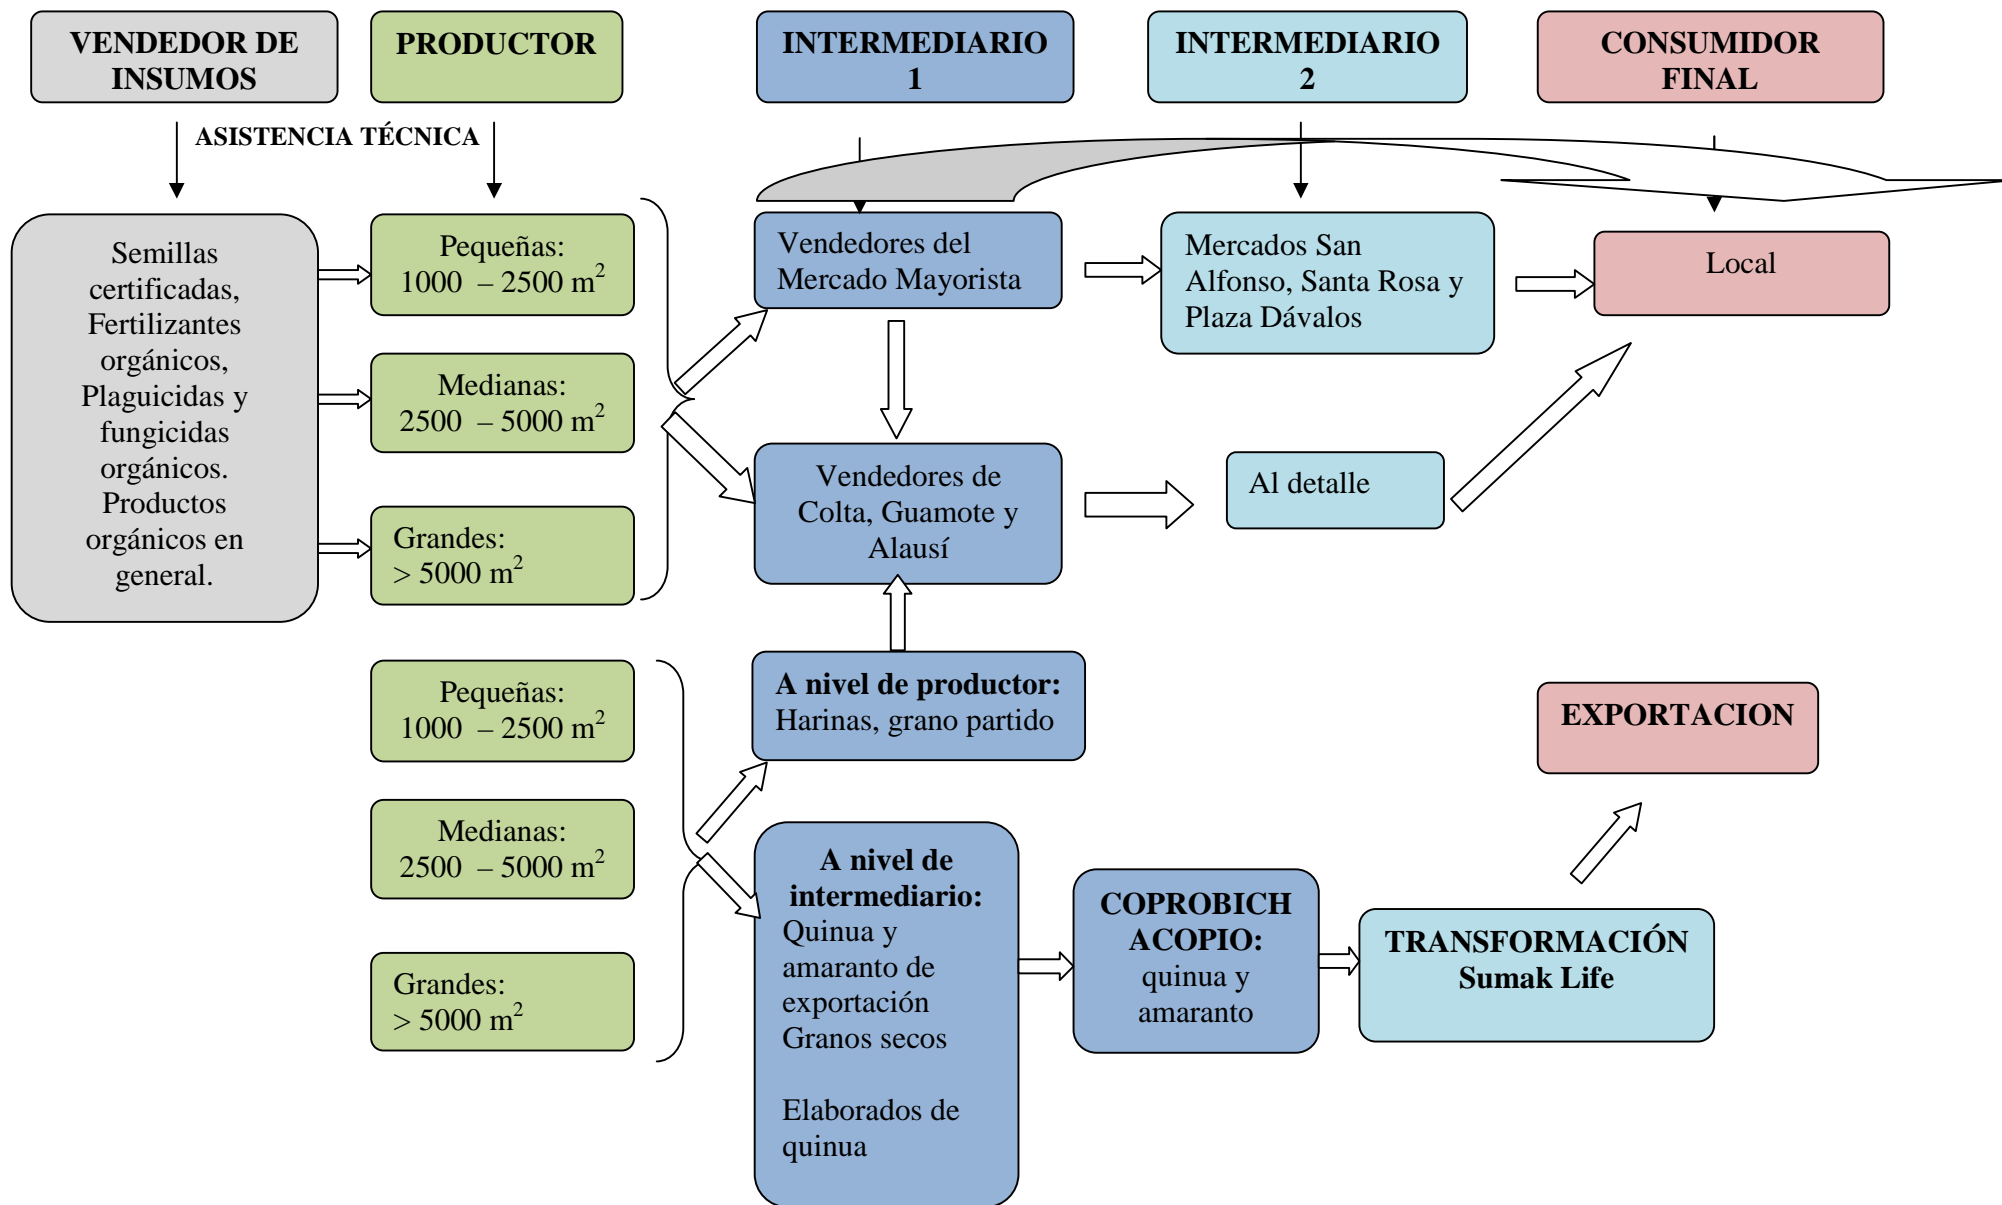 VENDEDOR DE
INSUMOS
PRODUCTOR
INTERMEDIARIO
1
INTERMEDIARIO
2
CONSUMIDOR
FINAL
ASISTENCIA TÉCNICA
Semillas
certificadas,
Fertilizantes
orgánicos,
Plaguicidas y
fungicidas
orgánicos.
Productos
orgánicos en
general.
Pequeñas:
1000 – 2500 m²
Medianas:
2500 – 5000 m²
Grandes:
> 5000 m²
Vendedores del
Mercado Mayorista
Mercados San
Alfonso, Santa Rosa y
Plaza Dávalos
Local
Vendedores de
Colta, Guamote y
Alausí
Al detalle
Pequeñas:
1000 – 2500 m²
Medianas:
2500 – 5000 m²
Grandes:
> 5000 m²
A nivel de productor:
Harinas, grano partido
EXPORTACION
A nivel de
intermediario:
Quinua y
amaranto de
exportación
Granos secos
Elaborados de
quinua
COPROBICH
ACOPIO:
quinua y
amaranto
TRANSFORMACIÓN
Sumak Life